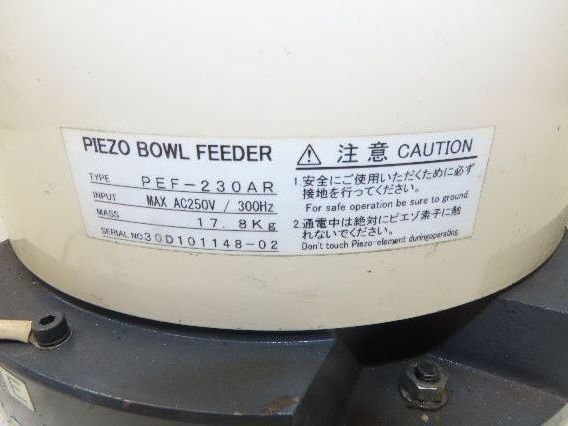 PIEZO BOWL FEEDER
TYPE PEF-230AR
INPUT MAX AC250V / 300Hz
MASS 17.8Kg
SERIAL NO.30D101148-02
注意 CAUTION
1.安全にご使用いただくために必ず
接地を行ってください。
For safe operation be sure to ground.
2.通電中は絶対にピエゾ素子に触
れないでください。
Don't touch Piezo-element during operating.
E